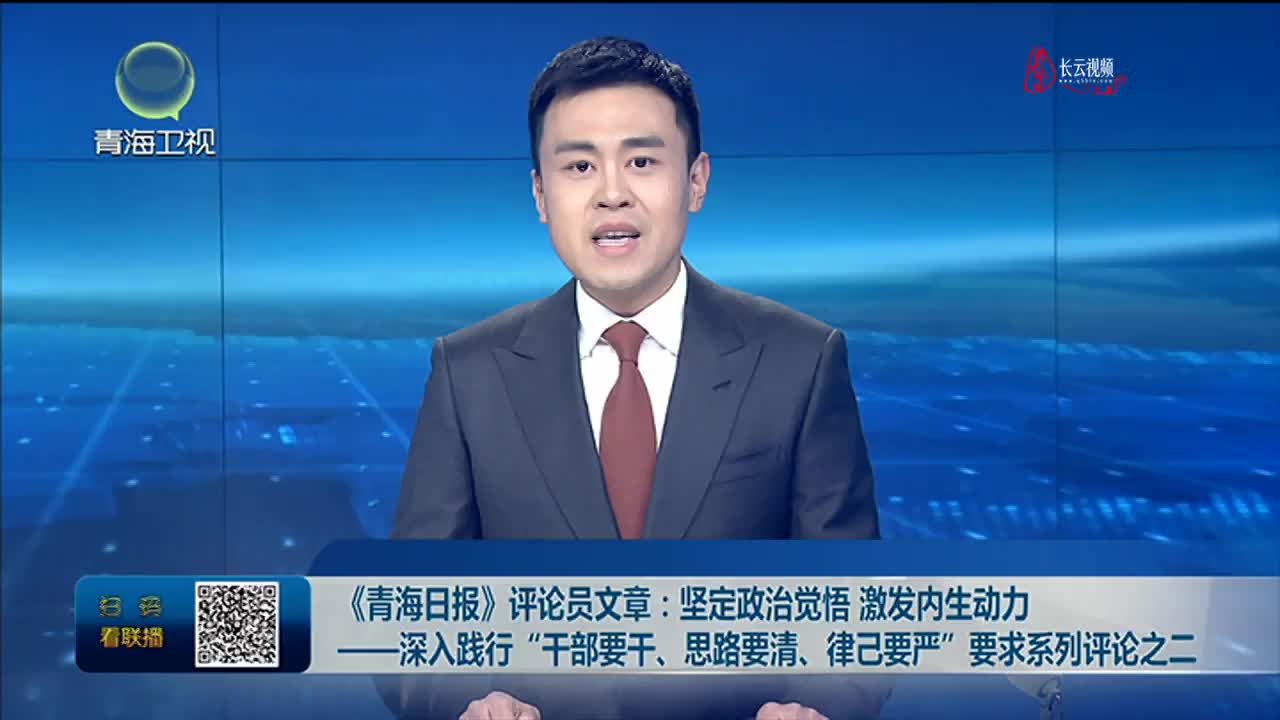 青海卫视
长云视频
www.qhbtv.com
扫 码
看联播
《青海日报》评论员文章：坚定政治觉悟 激发内生动力
——深入践行“干部要干、思路要清、律己要严”要求系列评论之二